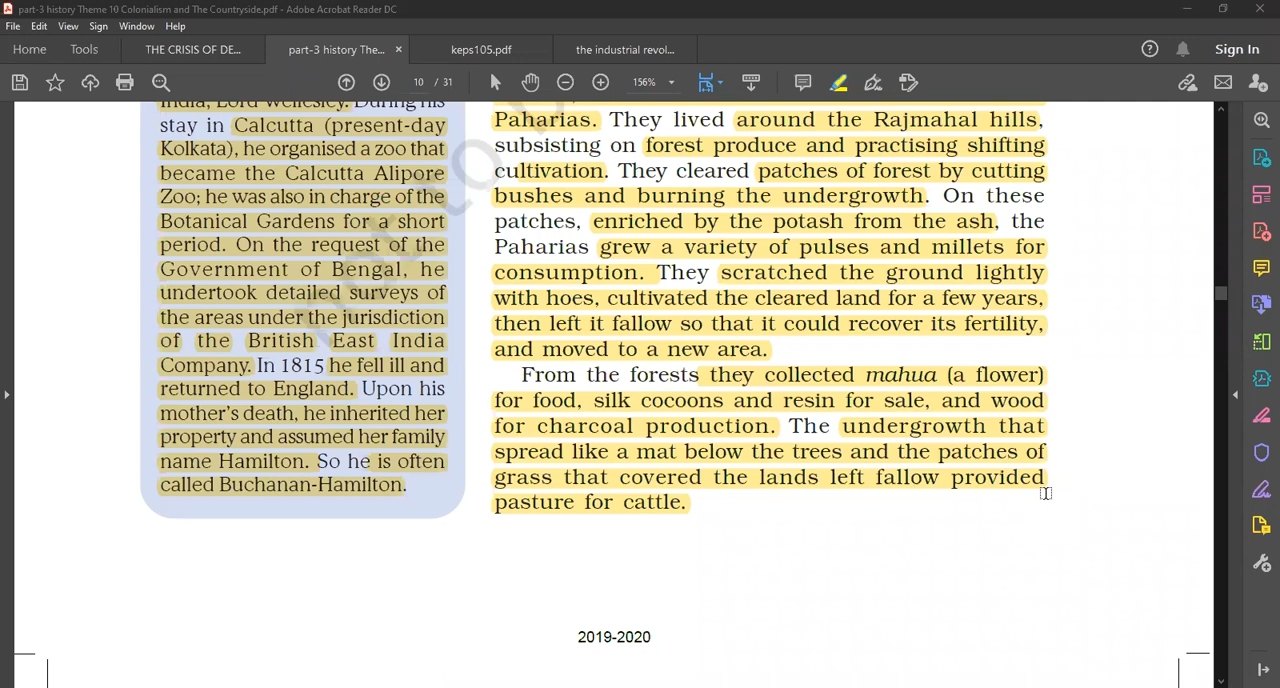 part-3 history Theme 10 Colonialism and The Countryside.pdf - Adobe Acrobat Reader DC
File Edit View Sign Window Help
Home Tools THE CRISIS OF DE... part-3 history The... × keps105.pdf the industrial revol... Sign In
10 / 31 156%
India, Lord Wellesley. During his
stay in Calcutta (present-day
Kolkata), he organised a zoo that
became the Calcutta Alipore
Zoo; he was also in charge of the
Botanical Gardens for a short
period. On the request of the
Government of Bengal, he
undertook detailed surveys of
the areas under the jurisdiction
of the British East India
Company. In 1815 he fell ill and
returned to England. Upon his
mother's death, he inherited her
property and assumed her family
name Hamilton. So he is often
called Buchanan-Hamilton.
Paharias. They lived around the Rajmahal hills,
subsisting on forest produce and practising shifting
cultivation. They cleared patches of forest by cutting
bushes and burning the undergrowth. On these
patches, enriched by the potash from the ash, the
Paharias grew a variety of pulses and millets for
consumption. They scratched the ground lightly
with hoes, cultivated the cleared land for a few years,
then left it fallow so that it could recover its fertility,
and moved to a new area.
From the forests they collected mahua (a flower)
for food, silk cocoons and resin for sale, and wood
for charcoal production. The undergrowth that
spread like a mat below the trees and the patches of
grass that covered the lands left fallow provided
pasture for cattle.
not to b
2019-2020